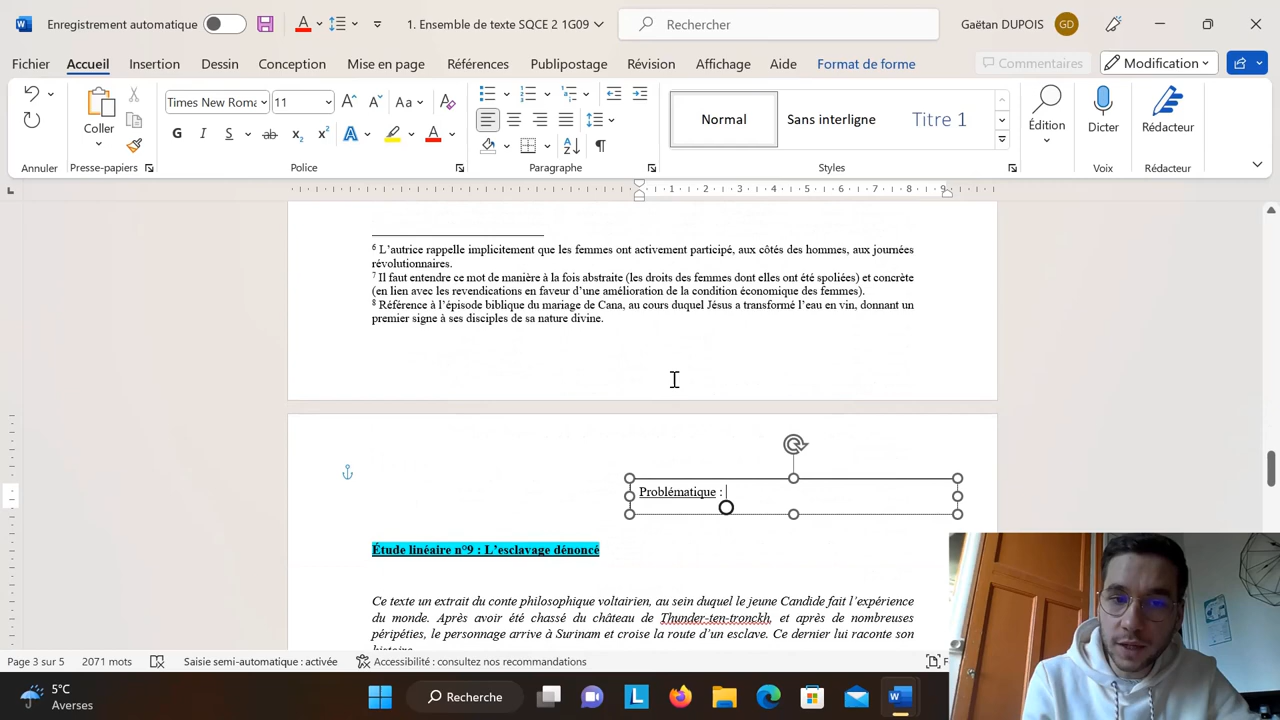 Enregistrement automatique
1. Ensemble de texte SQCE 2 1G09
Rechercher
Gaëtan DUPOIS
GD
Fichier
Accueil
Insertion
Dessin
Conception
Mise en page
Références
Publipostage
Révision
Affichage
Aide
Format de forme
Commentaires
Modification
Coller
Times New Roma
11
Normal
Sans interligne
Titre 1
Édition
Dicter
Rédacteur
Annuler
Presse-papiers
Police
Paragraphe
Styles
Voix
Rédacteur
1 2 3 4 5 6 7 8 9
6 L’autrice rappelle implicitement que les femmes ont activement participé, aux côtés des hommes, aux journées
révolutionnaires.
7 Il faut entendre ce mot de manière à la fois abstraite (les droits des femmes dont elles ont été spoliées) et concrète
(en lien avec les revendications en faveur d’une amélioration de la condition économique des femmes).
8 Référence à l’épisode biblique du mariage de Cana, au cours duquel Jésus a transformé l’eau en vin, donnant un
premier signe à ses disciples de sa nature divine.
Problématique :
Étude linéaire n°9 : L’esclavage dénoncé
Ce texte un extrait du conte philosophique voltairien, au sein duquel le jeune Candide fait l’expérience
du monde. Après avoir été chassé du château de Thunder-ten-tronckh, et après de nombreuses
péripéties, le personnage arrive à Surinam et croise la route d’un esclave. Ce dernier lui raconte son
histoire.
Page 3 sur 5
2071 mots
Saisie semi-automatique : activée
Accessibilité : consultez nos recommandations
5°C
Averses
Recherche